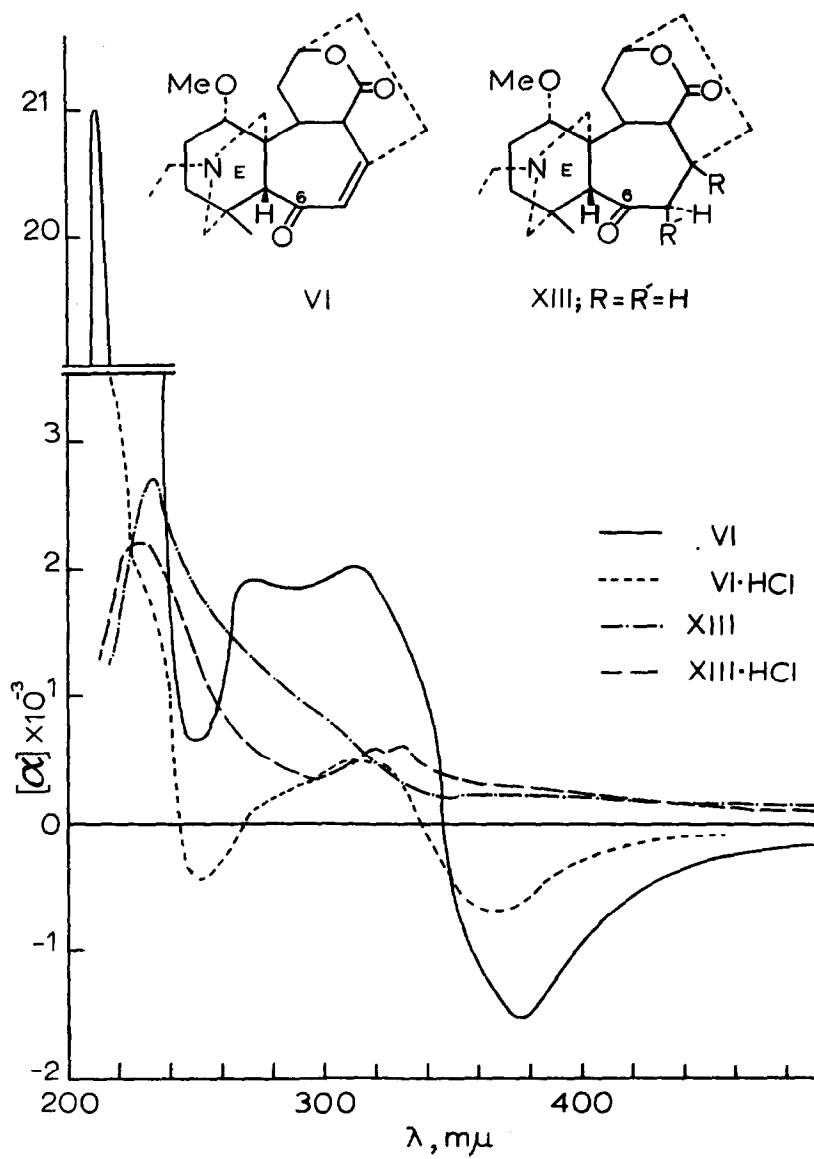 MeO
O
O
N
E
6
H
O
VI
MeO
O
O
N
E
6
H
O
R
H
R
XIII; R=R′=H
VI
VI·HCl
XIII
XIII·HCl
21
20
3
2
1
0
-1
-2
[α]×10⁻³
200
300
400
λ, mμ